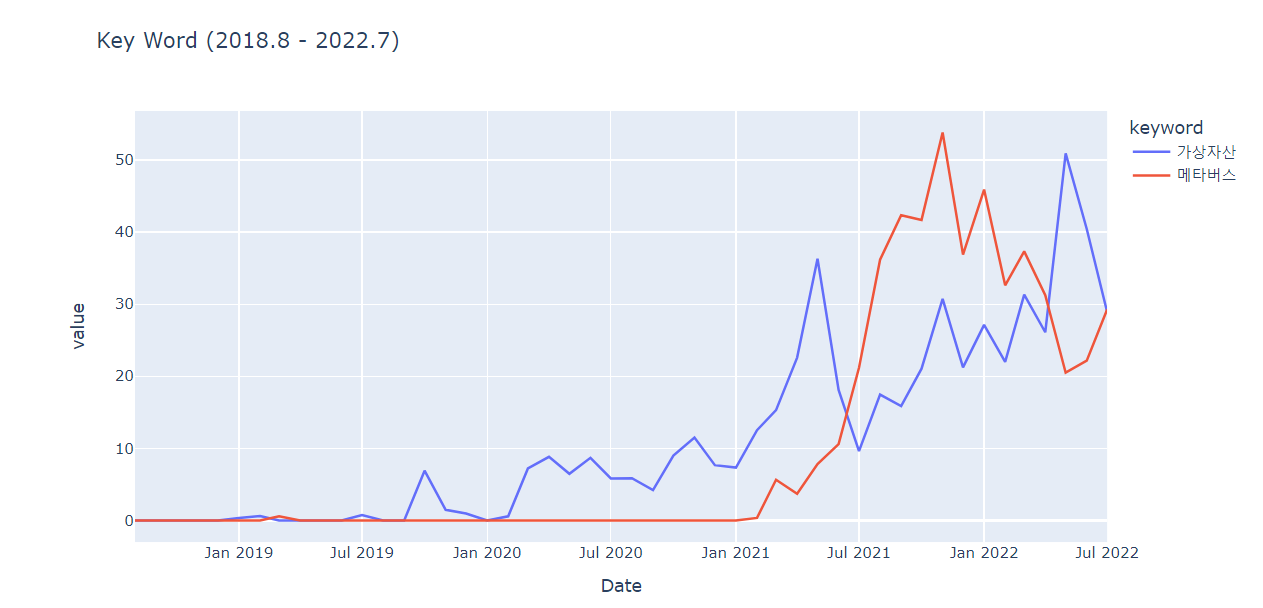 Key Word (2018.8 - 2022.7)
keyword
가상자산
메타버스
value
50
40
30
20
10
0
Jan 2019
Jul 2019
Jan 2020
Jul 2020
Jan 2021
Jul 2021
Jan 2022
Jul 2022
Date